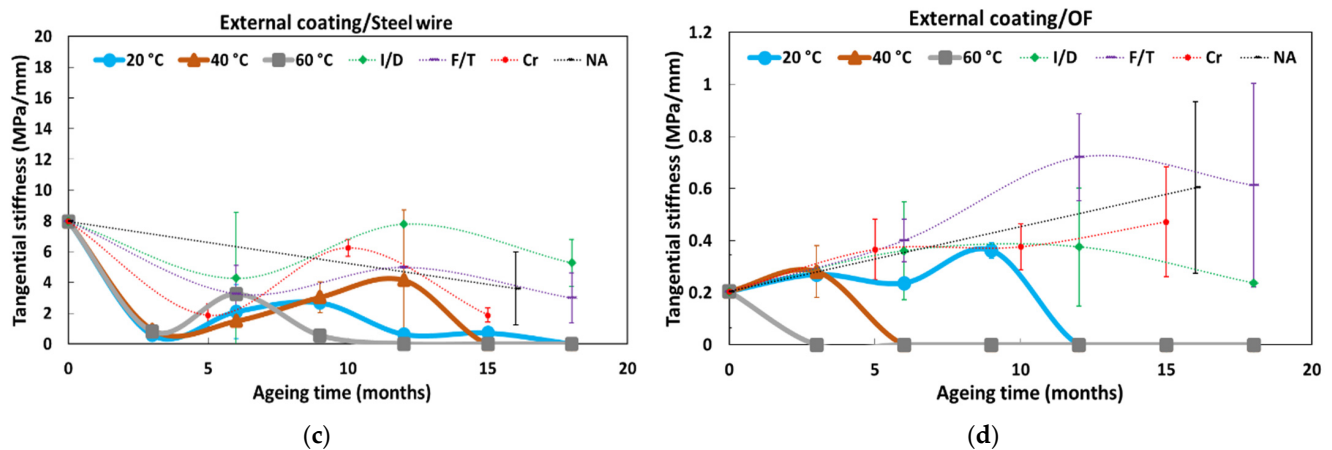 External coating/Steel wire
20
18
16
14
12
10
8
6
4
2
0
Tangential stiffness (MPa/mm)
20 °C 40 °C 60 °C I/D F/T Cr NA
0 5 10 15 20
Ageing time (months)
(c)
External coating/OF
1.2
1
0.8
0.6
0.4
0.2
0
Tangential stiffness (MPa/mm)
20 °C 40 °C 60 °C I/D F/T Cr NA
0 5 10 15 20
Ageing time (months)
(d)